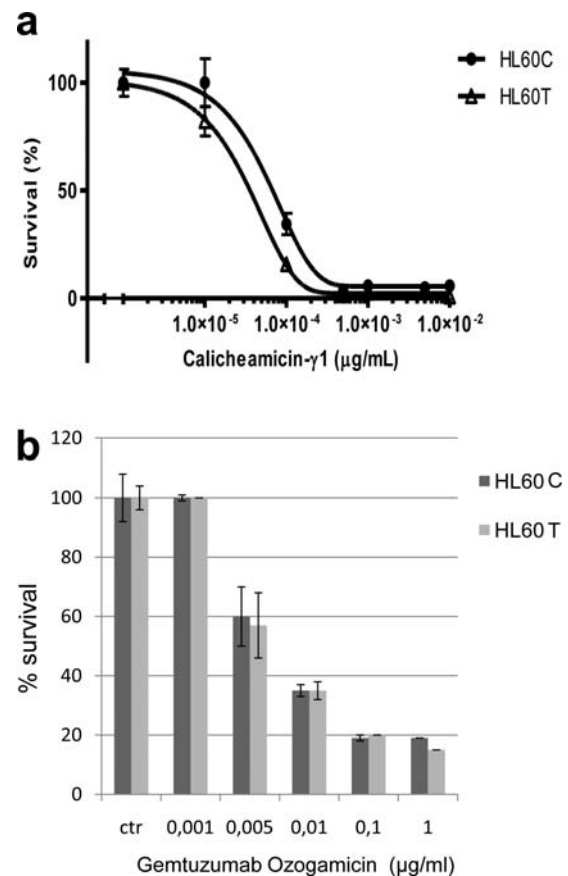 a
HL60C
HL60T
100
50
0
Survival (%)
1.0×10⁻⁵ 1.0×10⁻⁴ 1.0×10⁻³ 1.0×10⁻²
Calicheamicin-γ1 (µg/mL)
b
120
100
80
60
40
20
0
% survival
HL60 C
HL60 T
ctr 0,001 0,005 0,01 0,1 1
Gemtuzumab Ozogamicin (µg/ml)